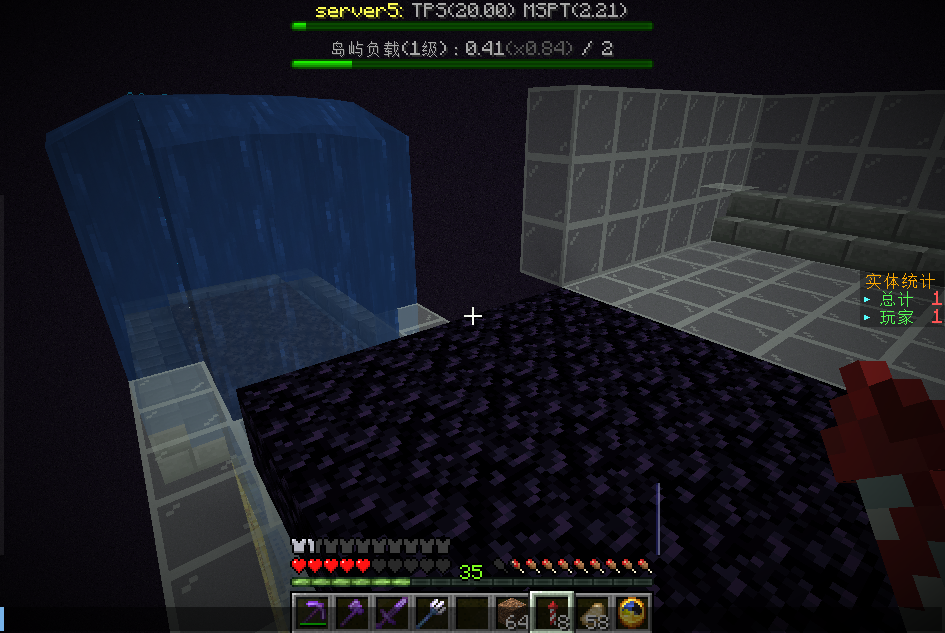 server5: TPS(20.00) MSPT(2.21)
岛屿负载(1级) : 0.41(x0.84) / 2
实体统计
▸ 总计 1
▸ 玩家 1
35
64 8 58